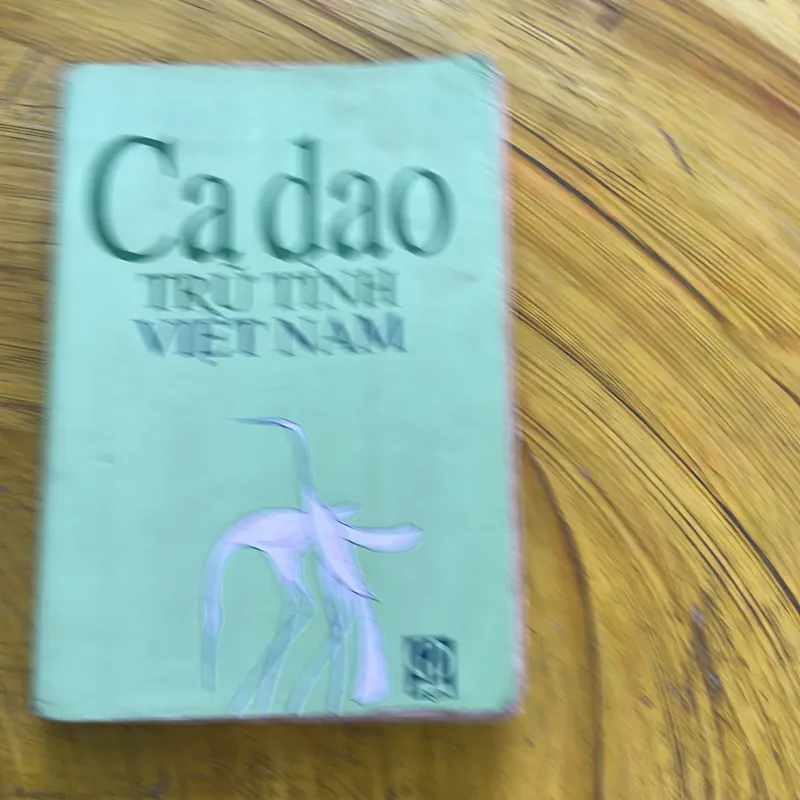 Ca dao
TRỮ TÌNH
VIỆT NAM